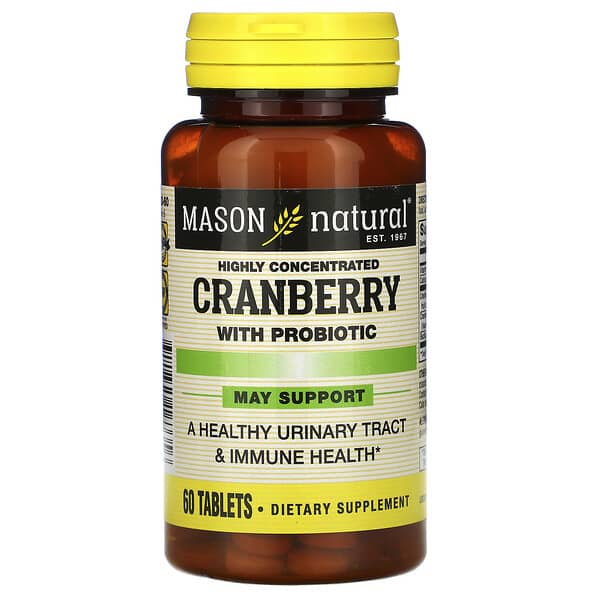 MASON natural®
EST. 1967
HIGHLY CONCENTRATED
CRANBERRY
WITH PROBIOTIC
MAY SUPPORT
A HEALTHY URINARY TRACT
& IMMUNE HEALTH*
60 TABLETS • DIETARY SUPPLEMENT